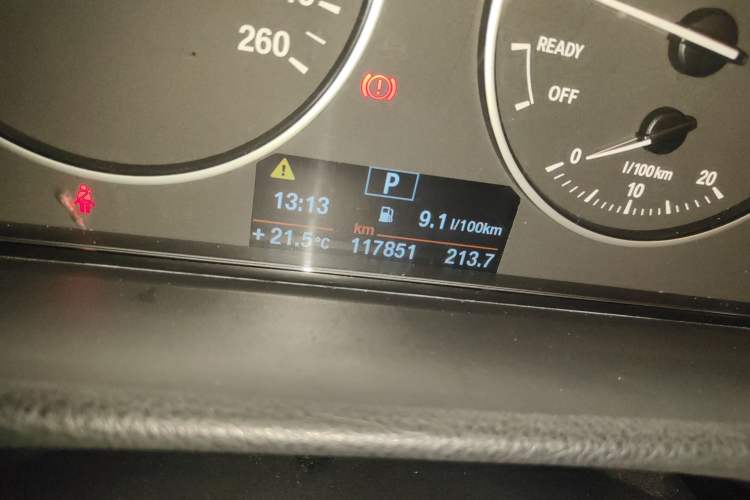 260
READY
OFF
0
l/100km
10
20
P
13:13
9.1 l/100km
+ 21.5°C
km
117851
213.7